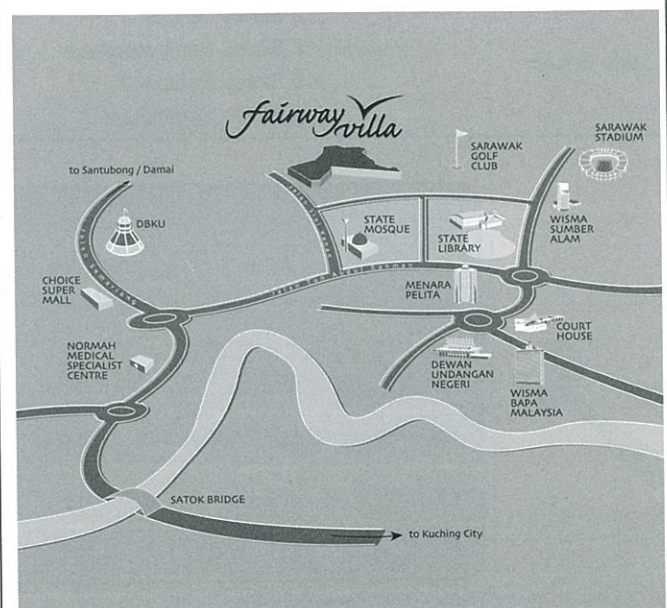 fairway
villa
to Santubong / Damai
DBKU
SARAWAK
GOLF
CLUB
SARAWAK
STADIUM
STATE
MOSQUE
STATE
LIBRARY
WISMA
SUMBER
ALAM
CHOICE
SUPER
MALL
MENARA
PELITA
NORMAH
MEDICAL
SPECIALIST
CENTRE
COURT
HOUSE
DEWAN
UNDANGAN
NEGERI
WISMA
BAPA
MALAYSIA
SATOK BRIDGE
to Kuching City